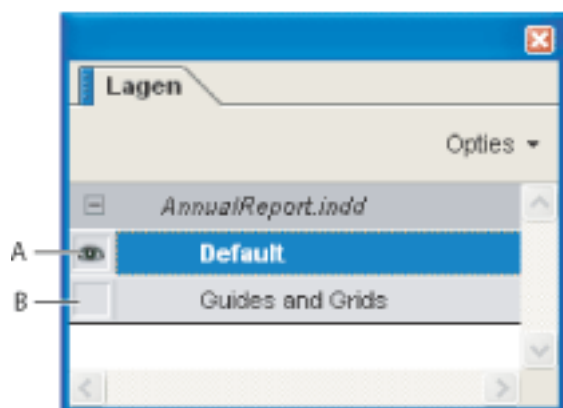 Lagen
Opties
AnnualReport.indd
A Default
B Guides and Grids